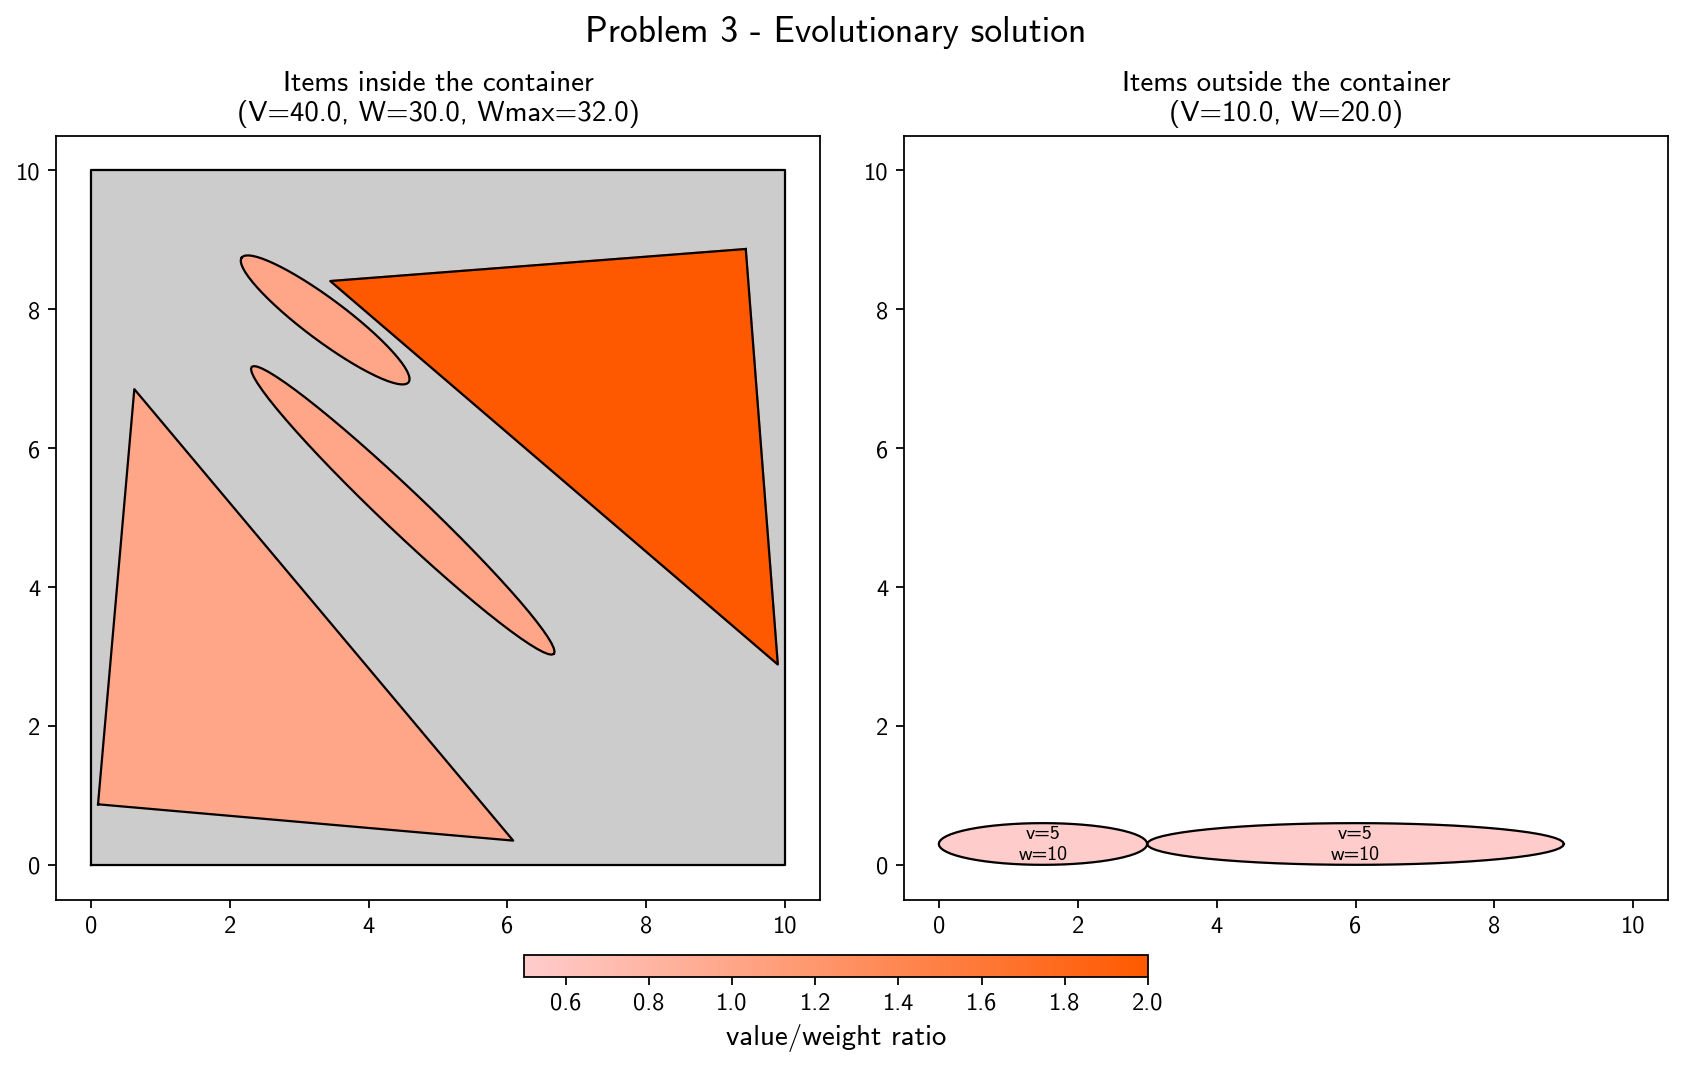 Problem 3 - Evolutionary solution
Items inside the container
(V=40.0, W=30.0, Wmax=32.0)
10
8
6
4
2
0
0 2 4 6 8 10
Items outside the container
(V=10.0, W=20.0)
10
8
6
4
2
0
v=5
w=10
v=5
w=10
0 2 4 6 8 10
0.6 0.8 1.0 1.2 1.4 1.6 1.8 2.0
value/weight ratio